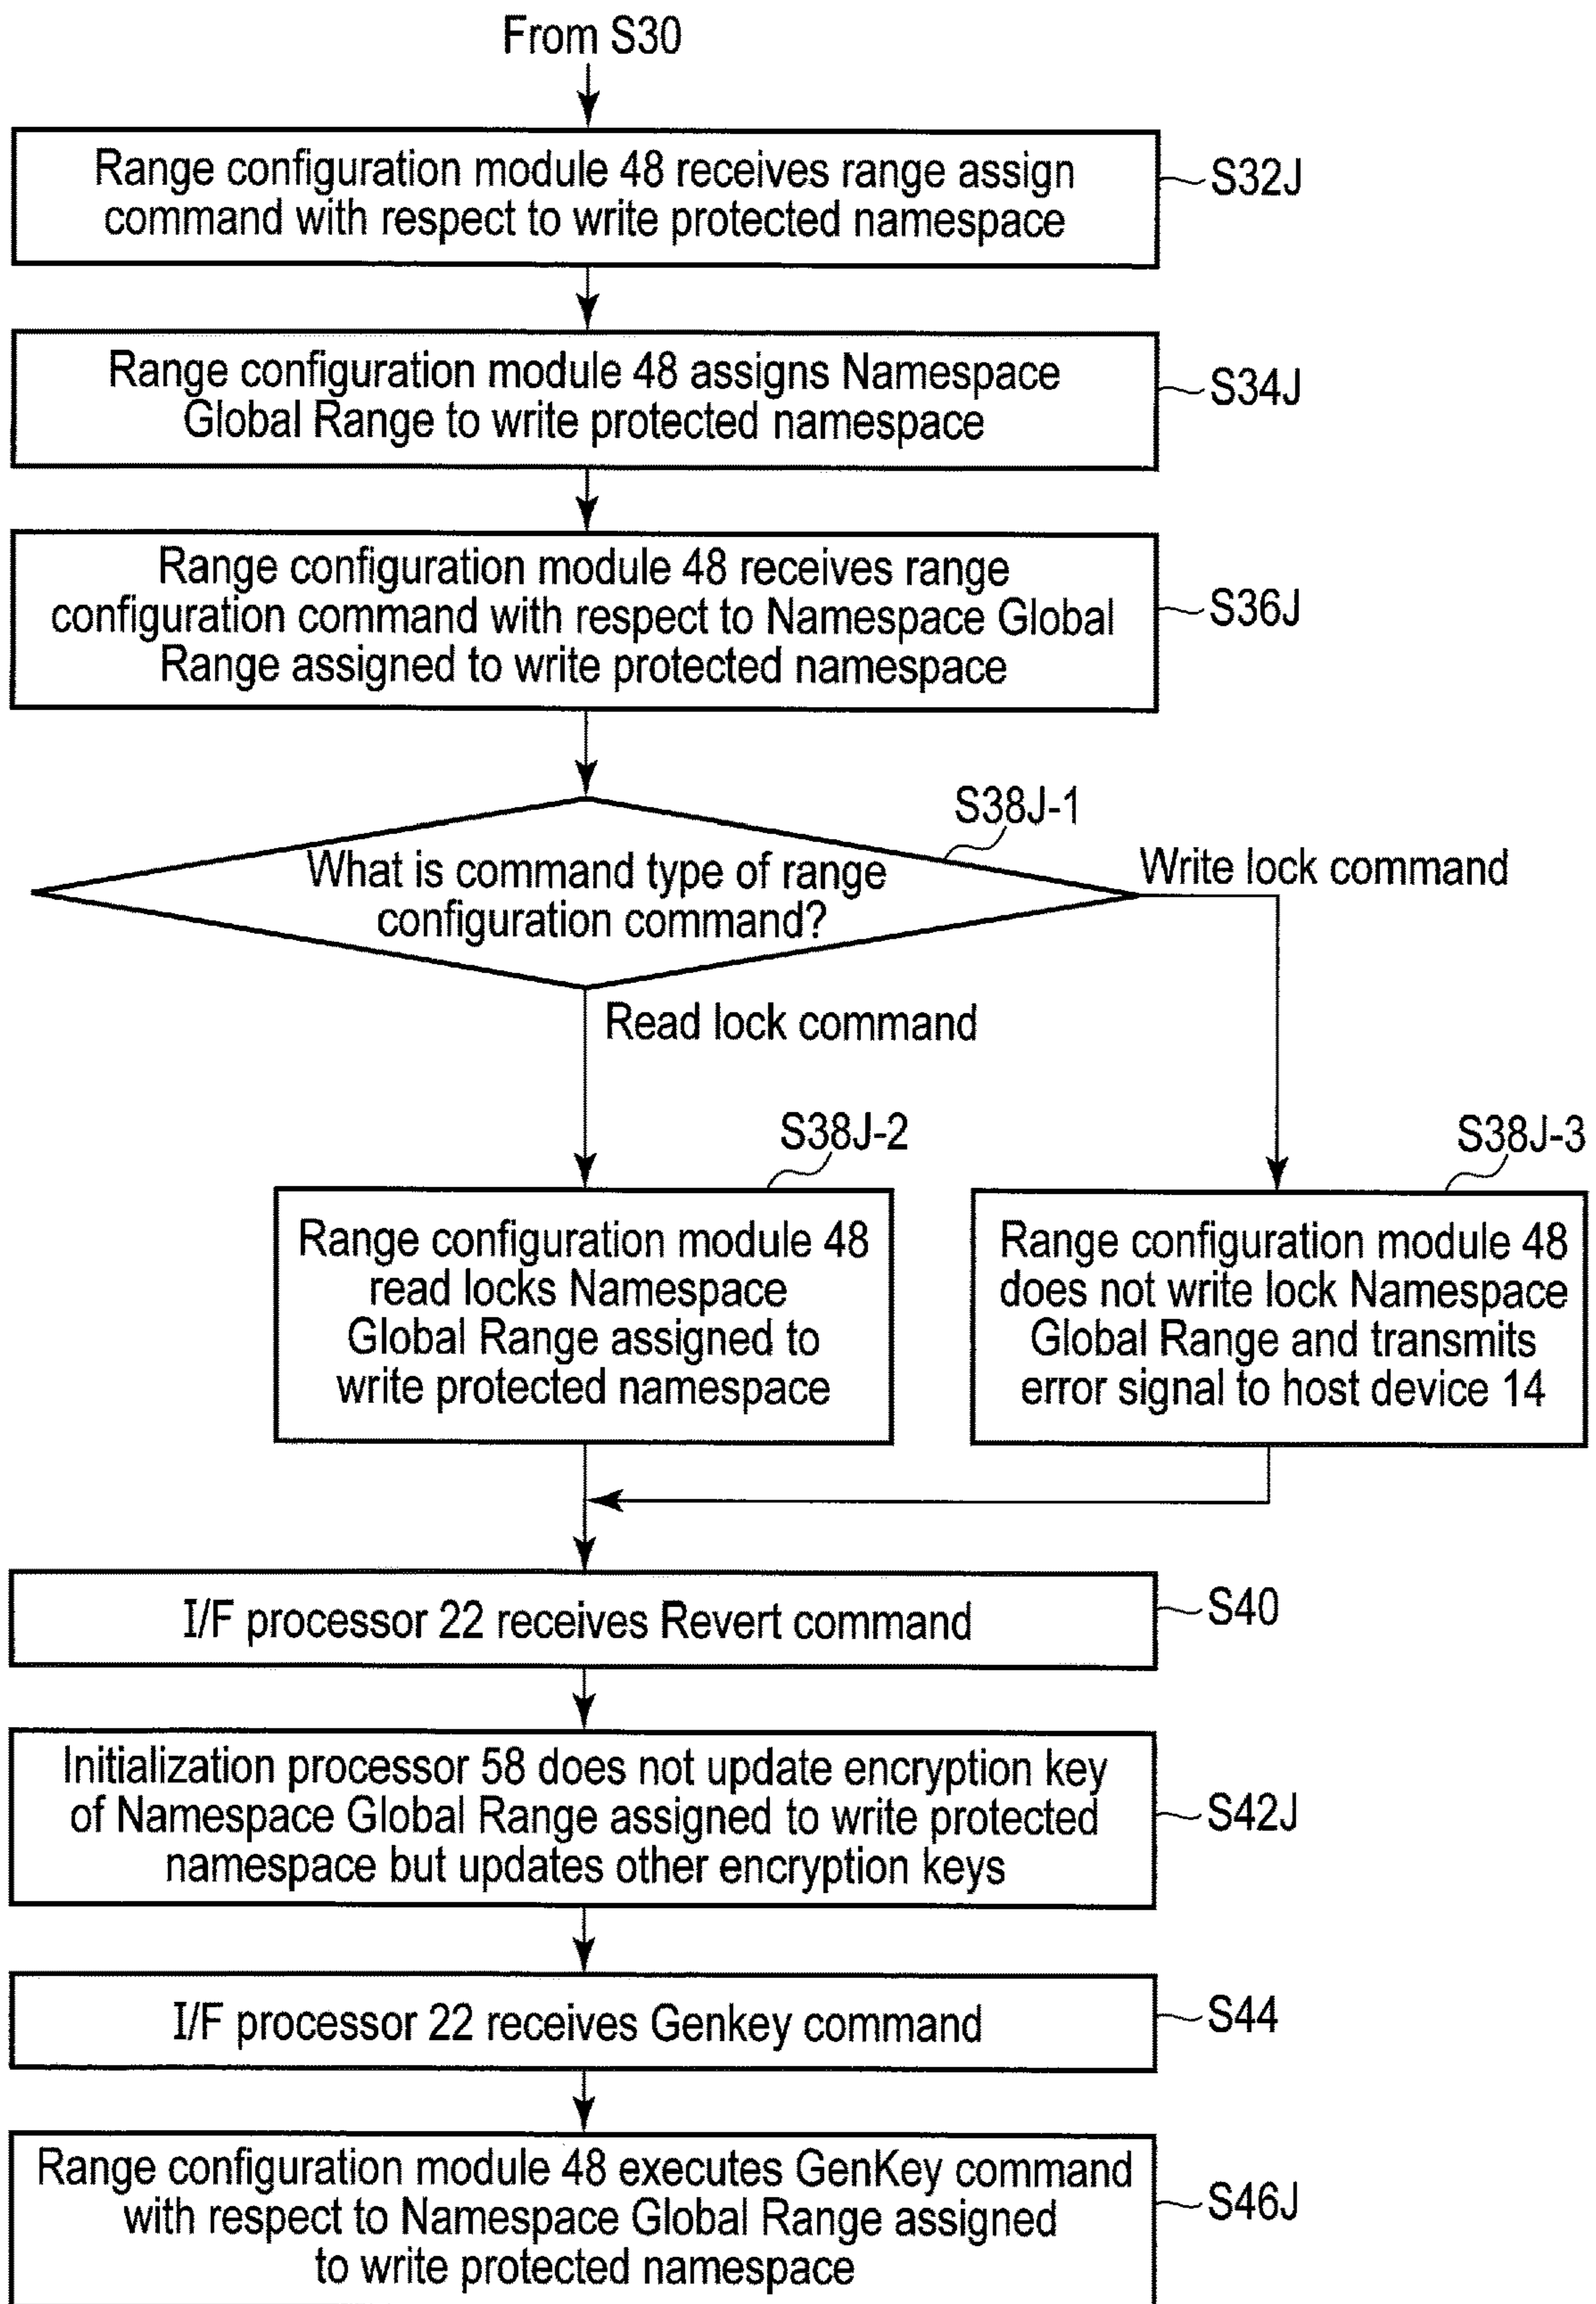 From S30
Range configuration module 48 receives range assign
command with respect to write protected namespace
S32J
Range configuration module 48 assigns Namespace
Global Range to write protected namespace
S34J
Range configuration module 48 receives range
configuration command with respect to Namespace Global
Range assigned to write protected namespace
S36J
S38J-1
What is command type of range
configuration command?
Write lock command
Read lock command
S38J-2
Range configuration module 48
read locks Namespace
Global Range assigned to
write protected namespace
S38J-3
Range configuration module 48
does not write lock Namespace
Global Range and transmits
error signal to host device 14
I/F processor 22 receives Revert command
S40
Initialization processor 58 does not update encryption key
of Namespace Global Range assigned to write protected
namespace but updates other encryption keys
S42J
I/F processor 22 receives Genkey command
S44
Range configuration module 48 executes GenKey command
with respect to Namespace Global Range assigned
to write protected namespace
S46J